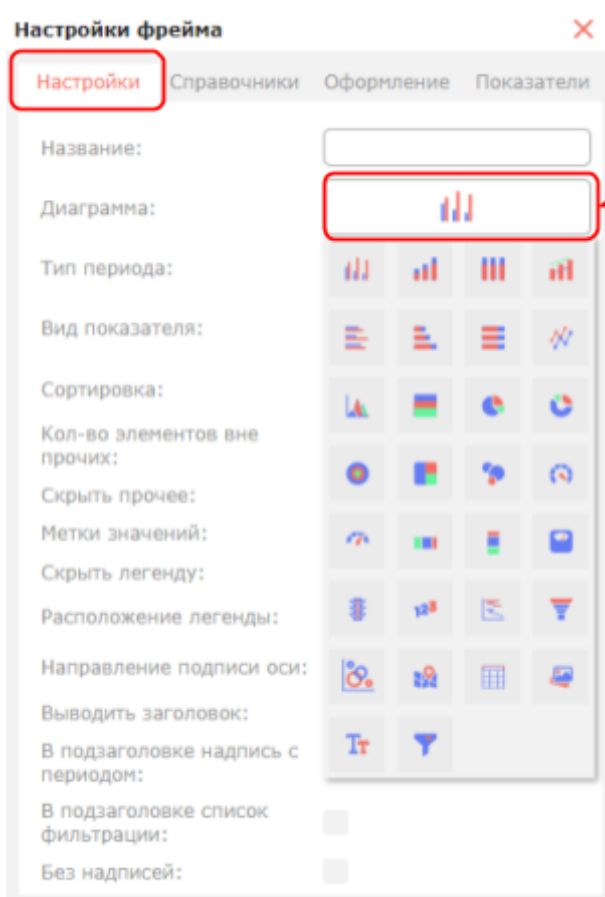 Настройки фрейма
Настройки Справочники Оформление Показатели
Название:
Диаграмма:
Тип периода:
Вид показателя:
Сортировка:
Кол-во элементов вне
прочих:
Скрыть прочее:
Метки значений:
Скрыть легенду:
Расположение легенды:
Направление подписи оси:
Выводить заголовок:
В подзаголовке надпись с
периодом:
В подзаголовке список
фильтрации:
Без надписей:
123
Tт